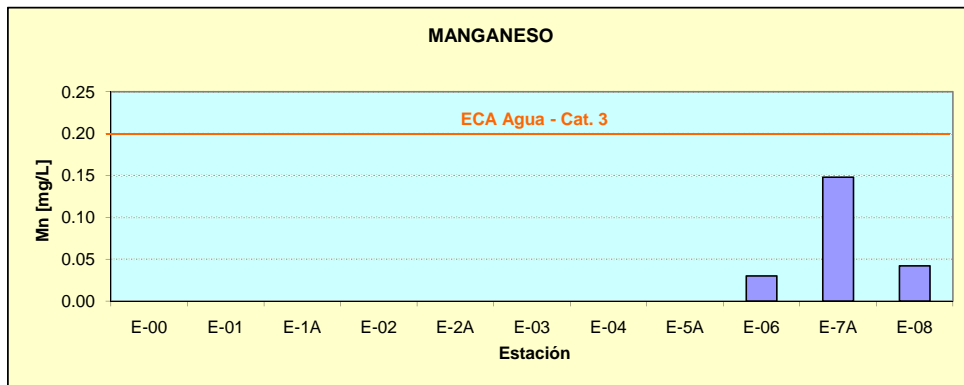 MANGANESO
0.25
ECA Agua - Cat. 3
0.20
0.15
0.10
0.05
0.00
Mn [mg/L]
E-00 E-01 E-1A E-02 E-2A E-03 E-04 E-5A E-06 E-7A E-08
Estación